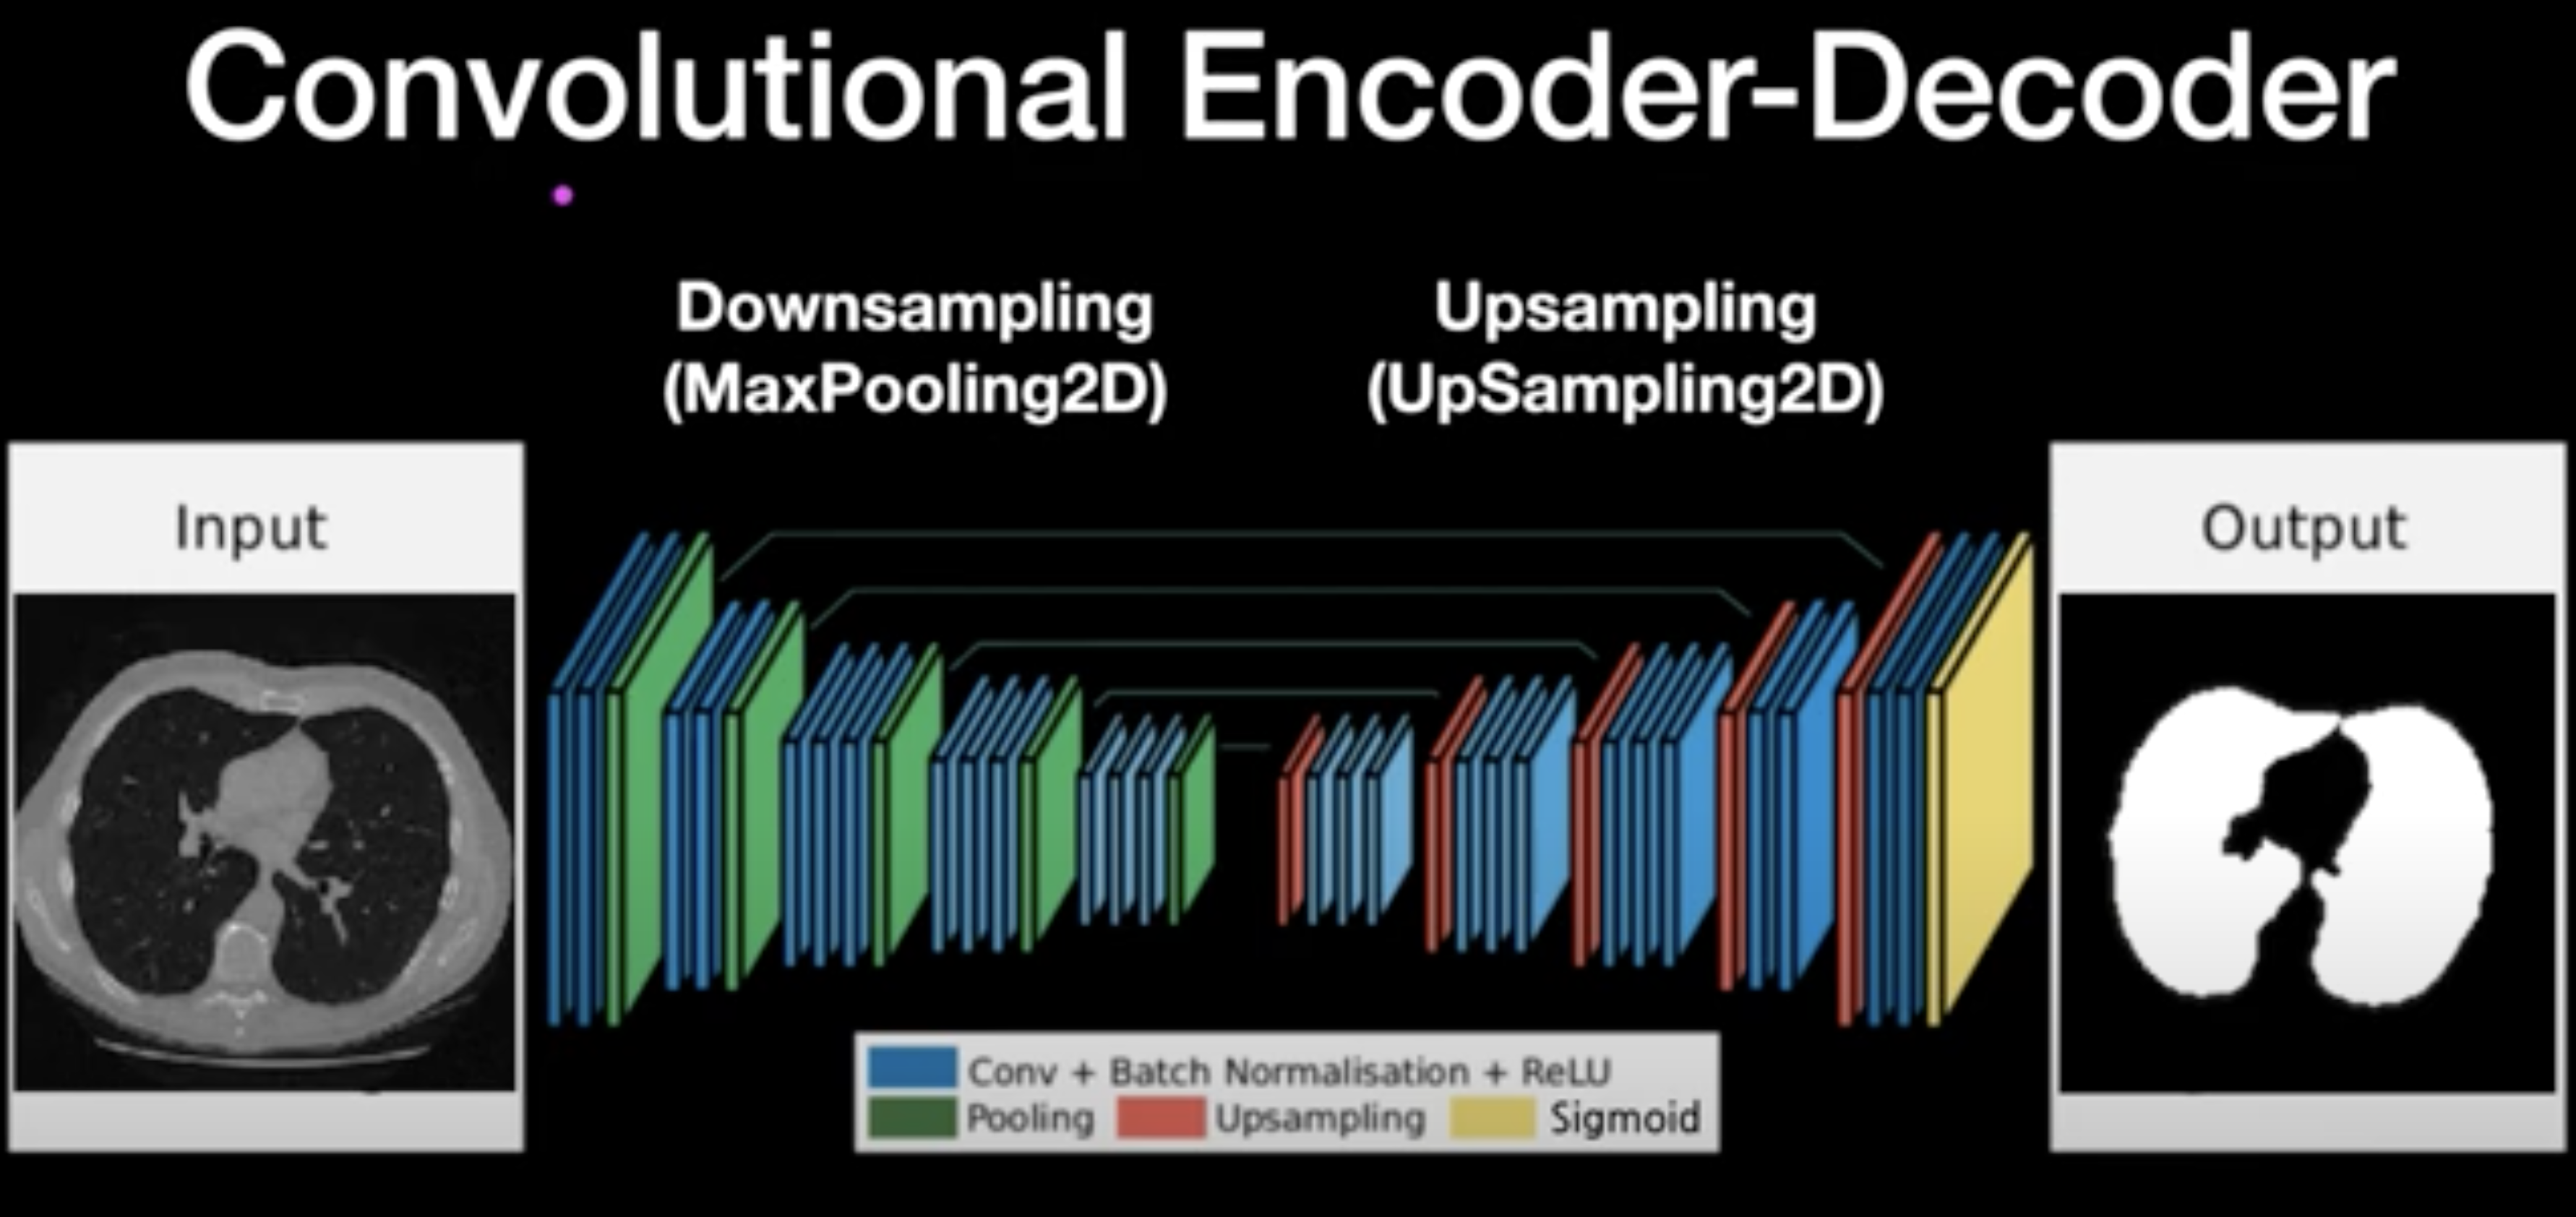 Convolutional Encoder-Decoder
Downsampling
(MaxPooling2D)
Upsampling
(UpSampling2D)
Input
Output
Conv + Batch Normalisation + ReLU
Pooling Upsampling Sigmoid